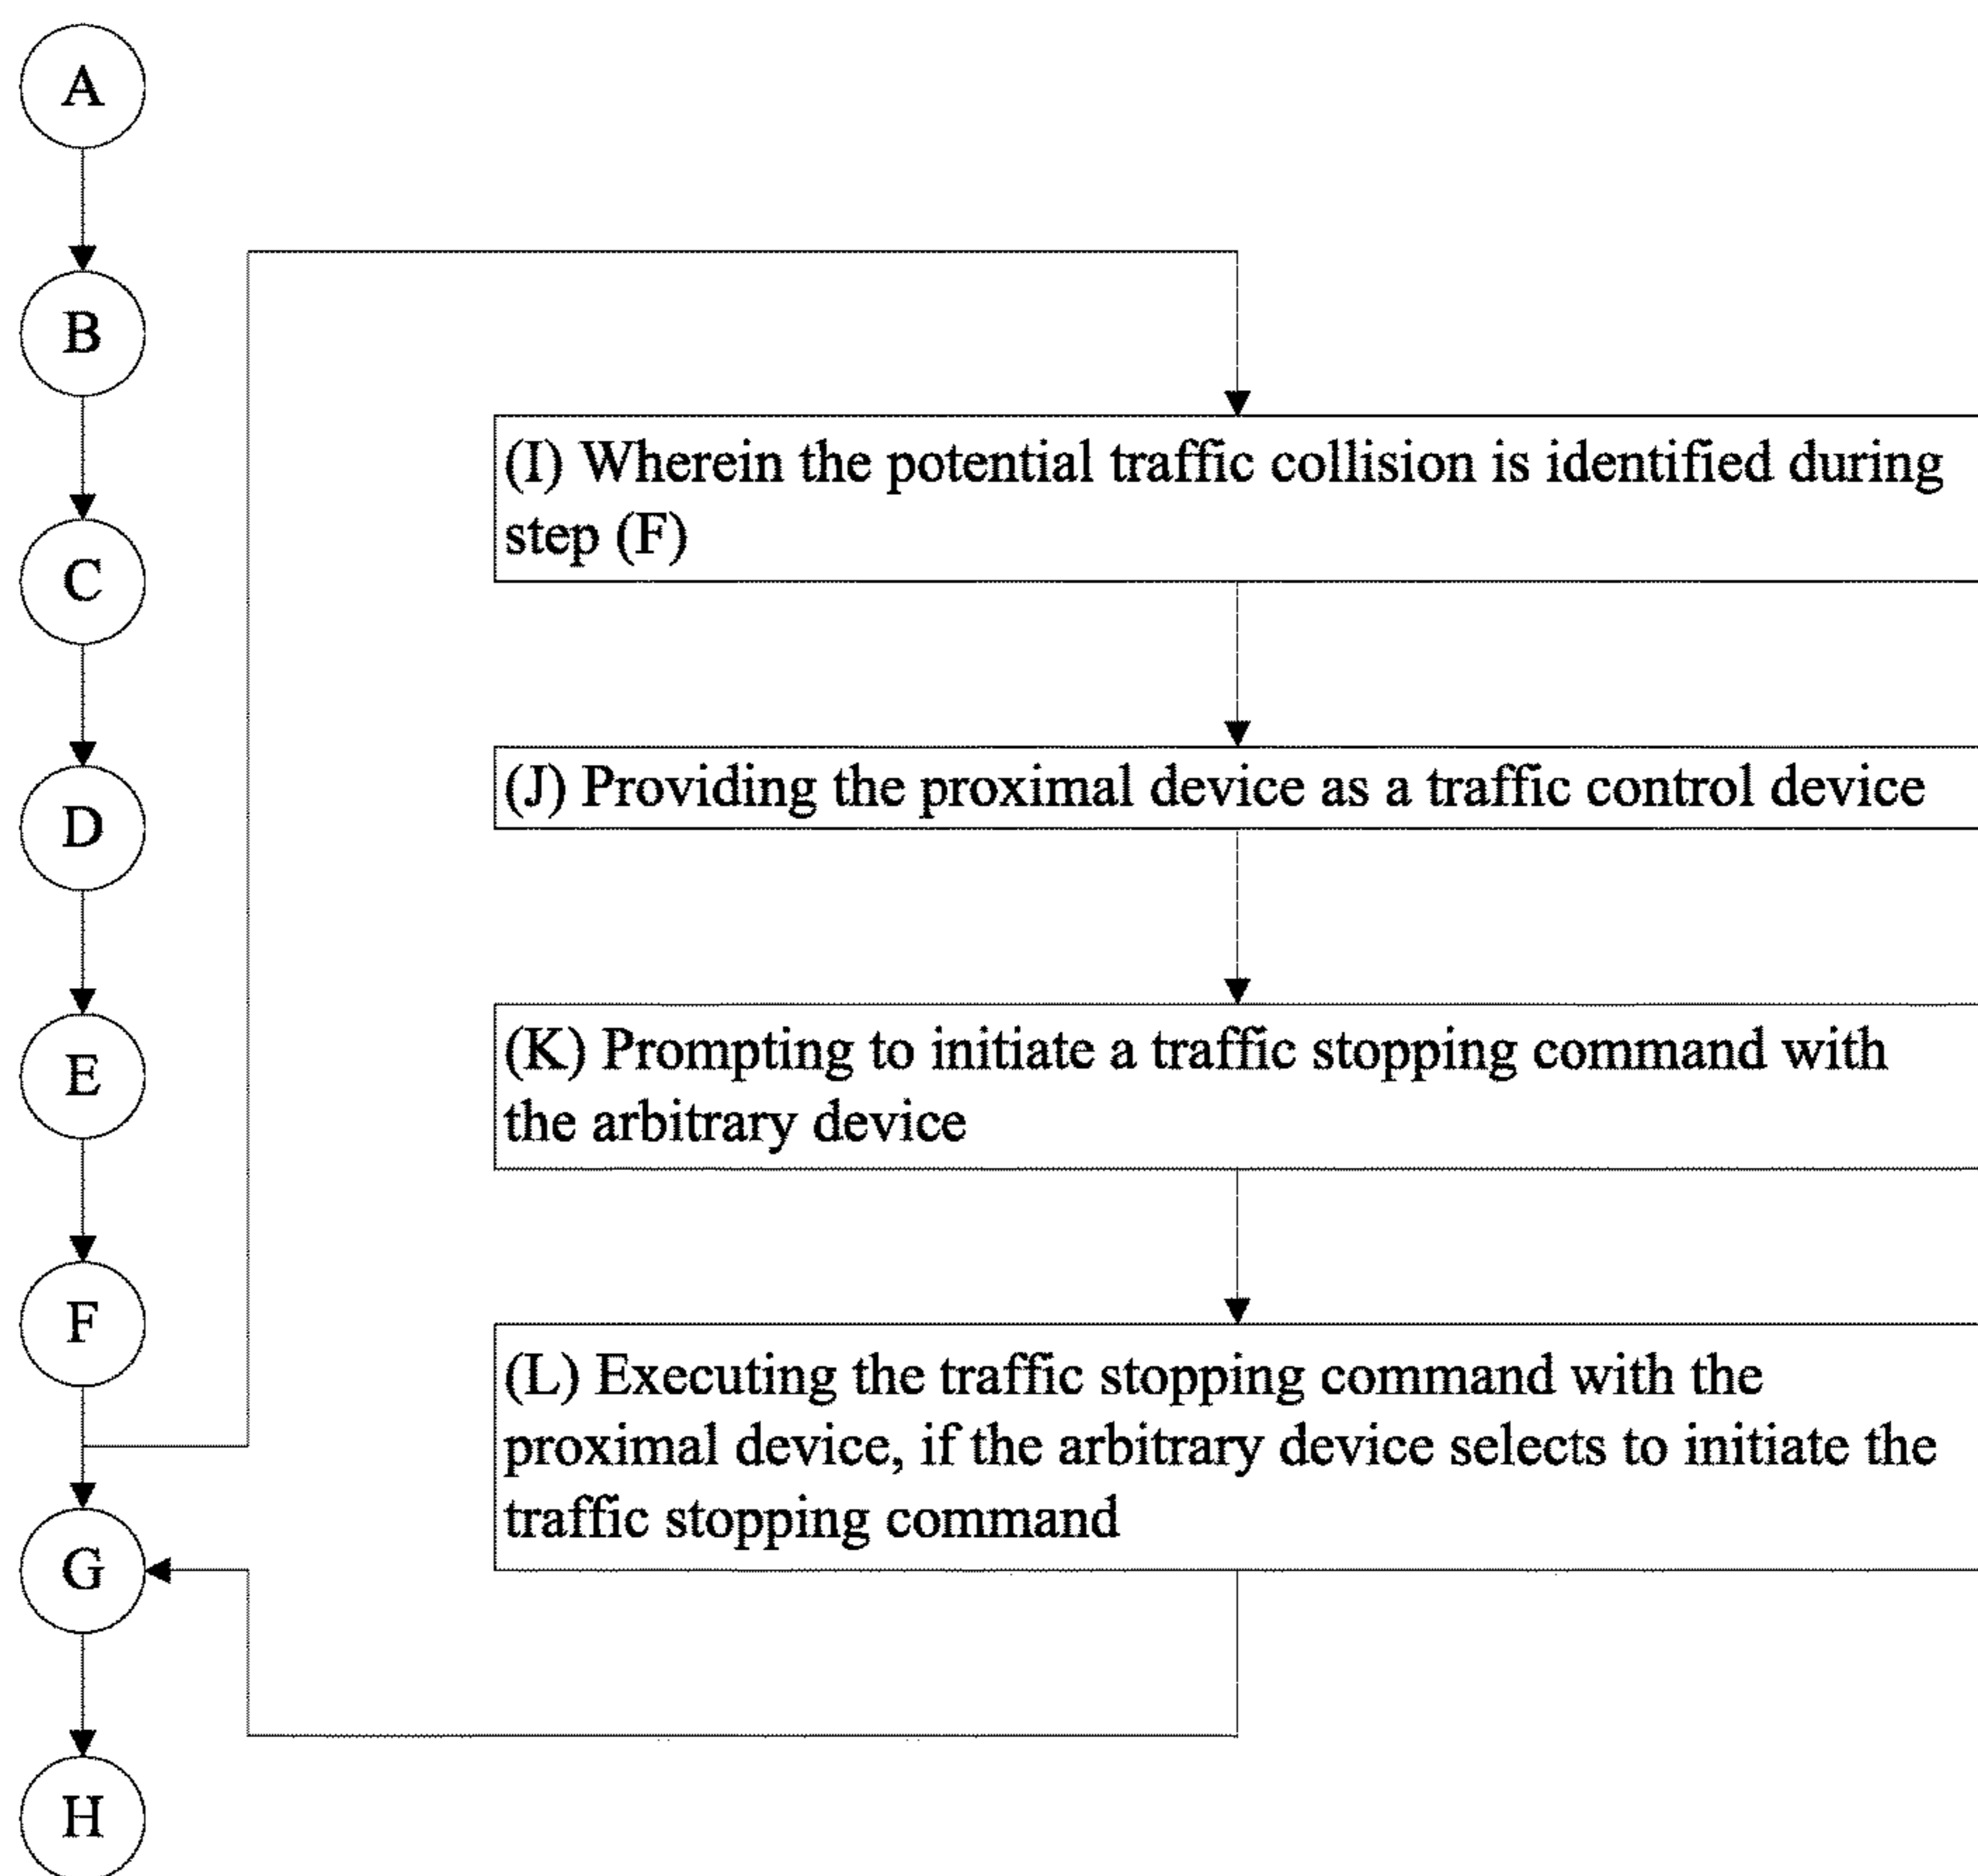 A
B
C
D
E
F
G
H
(I) Wherein the potential traffic collision is identified during
step (F)
(J) Providing the proximal device as a traffic control device
(K) Prompting to initiate a traffic stopping command with
the arbitrary device
(L) Executing the traffic stopping command with the
proximal device, if the arbitrary device selects to initiate the
traffic stopping command